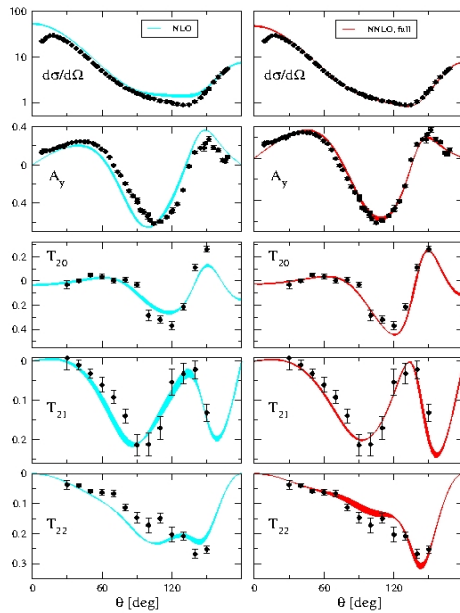 NLO
NNLO, full
100
10
1
dσ/dΩ
dσ/dΩ
0.4
0.2
0
0.2
0.4
A_y
A_y
0.2
0
0.2
0.4
T_20
T_20
0
0.1
0.2
T_21
T_21
0
0.1
0.2
0.3
T_22
T_22
0 60 120 0 60 120 180
θ [deg] θ [deg]